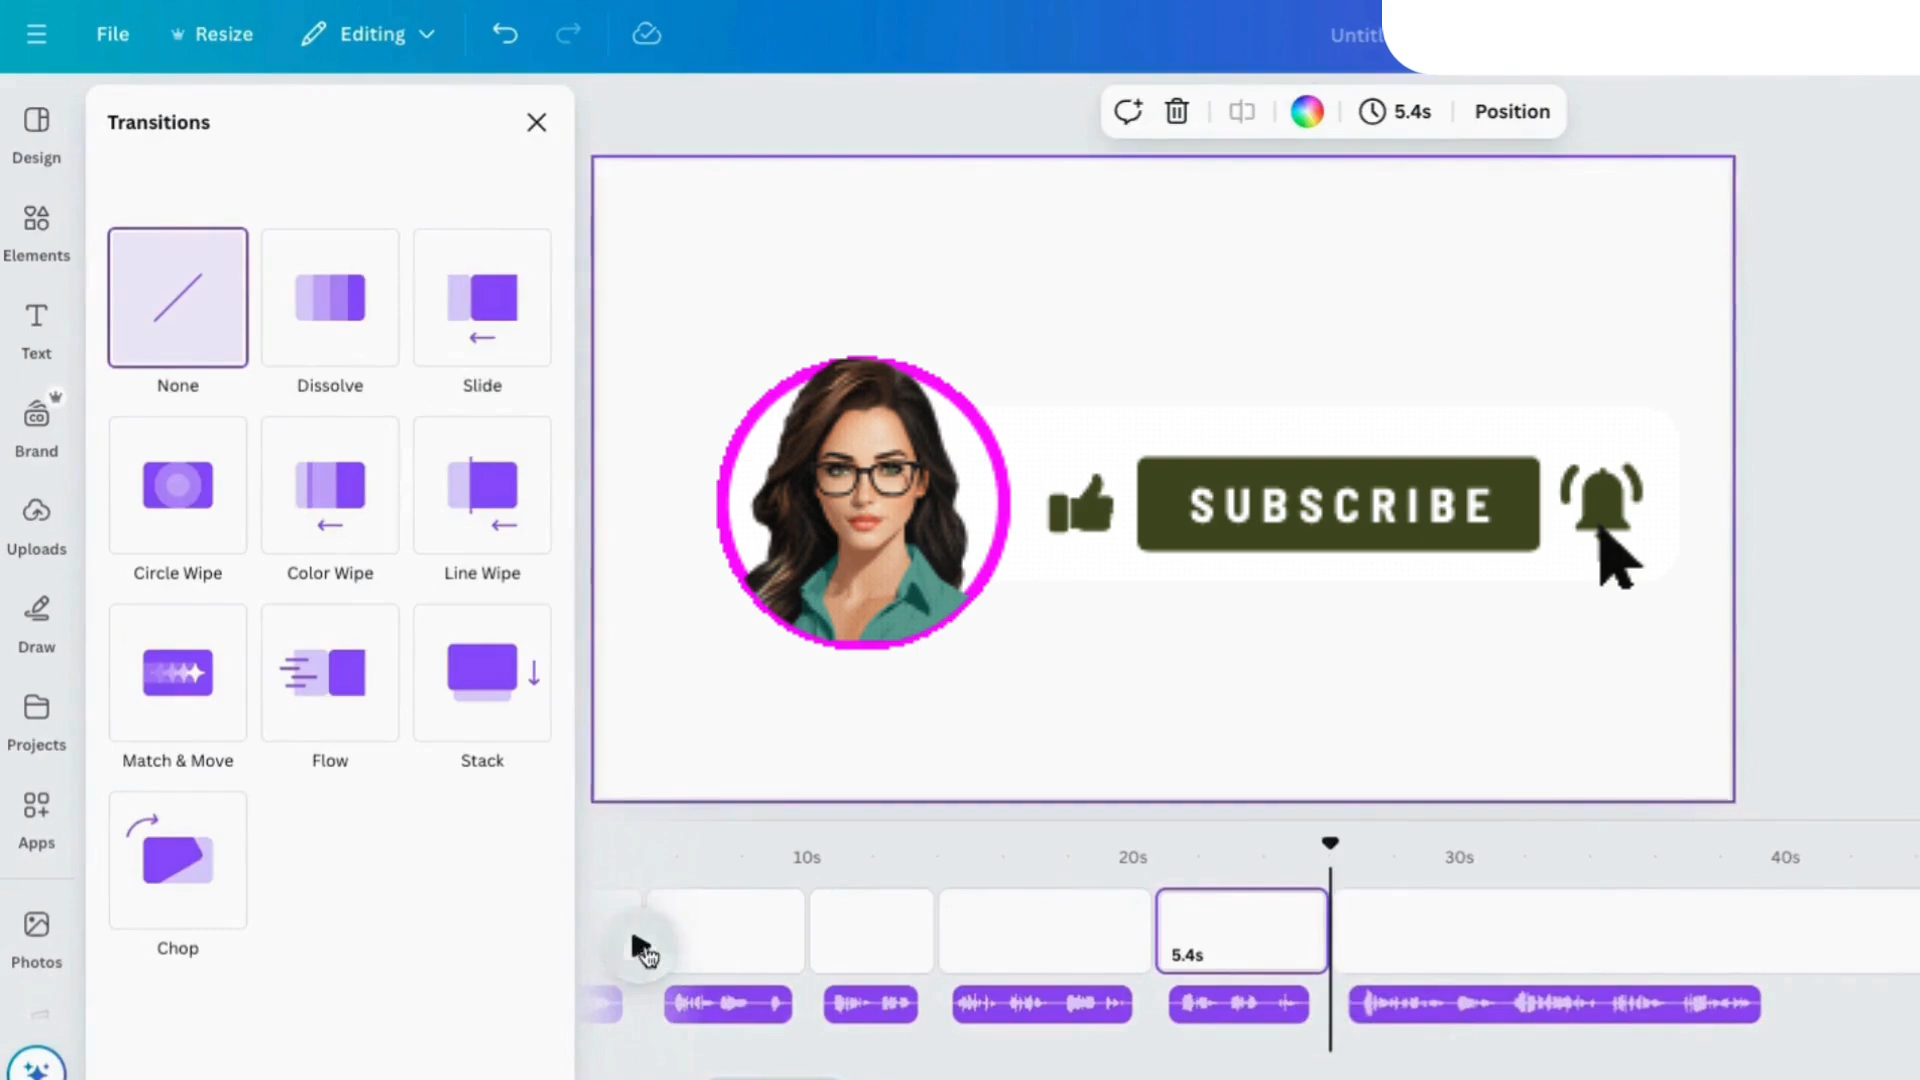 File
Resize
Editing
Untitl
Design
Elements
Text
Brand
Uploads
Draw
Projects
Apps
Photos
Transitions
None
Dissolve
Slide
Circle Wipe
Color Wipe
Line Wipe
Match & Move
Flow
Stack
Chop
5.4s
Position
SUBSCRIBE
10s
20s
30s
40s
5.4s